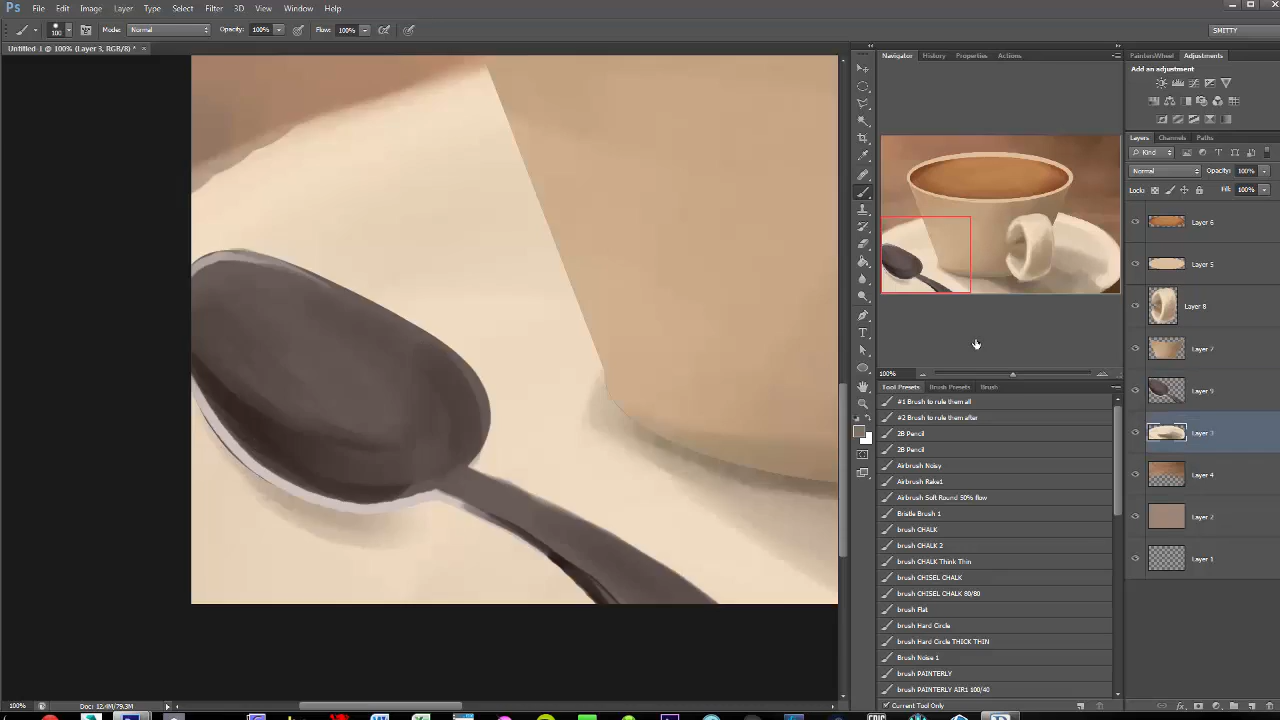 Ps File Edit Image Layer Type Select Filter 3D View Window Help
100 Mode: Normal Opacity: 100% Flow: 100% SMITTY
Untitled-1 @ 100% (Layer 3, RGB/8) * ×
Navigator History Properties Actions
PaintersWheel Adjustments
Add an adjustment
Layers Channels Paths
Kind
Normal Opacity: 100%
Lock: Fill: 100%
Layer 6
Layer 5
Layer 8
Layer 7
Layer 9
Layer 3
Layer 4
Layer 2
Layer 1
100%
Tool Presets Brush Presets Brush
#1 Brush to rule them all
#2 Brush to rule them after
2B Pencil
2B Pencil
Airbrush Noisy
Airbrush Rake1
Airbrush Soft Round 50% flow
Bristle Brush 1
brush CHALK
brush CHALK 2
brush CHALK Think Thin
brush CHISEL CHALK
brush CHISEL CHALK 80/80
brush Flat
brush Hard Circle
brush Hard Circle THICK THIN
Brush Noise 1
brush PAINTERLY
brush PAINTERLY AIR1 100/40
Current Tool Only
100% Doc: 12.4M/79.3M